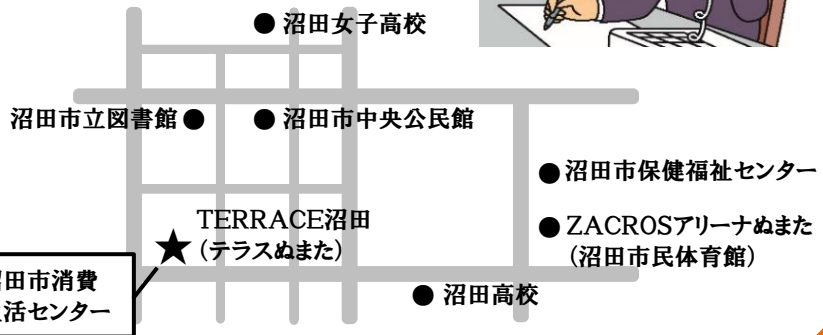 ● 沼田女子高校
沼田市立図書館 ●
● 沼田市中央公民館
● 沼田市保健福祉センター
TERRACE沼田
（テラスぬまた）
● ZACROSアリーナぬまた
（沼田市民体育館）
沼田市消費
活センター
● 沼田高校